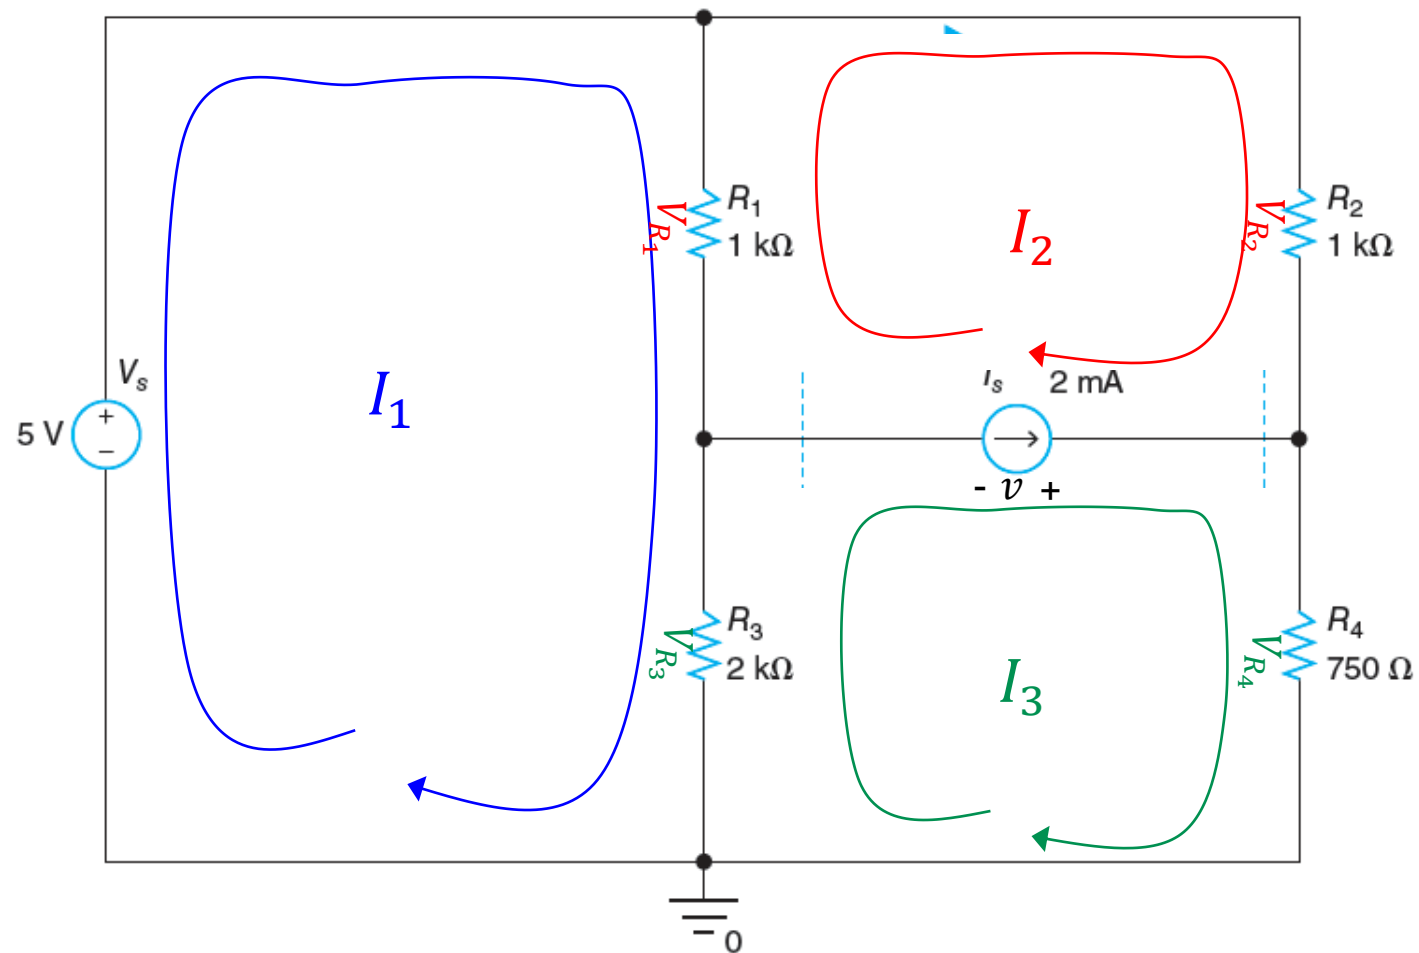 R1
1 kΩ
VR1
R2
1 kΩ
VR2
I2
Vs
5 V
+
−
I1
Is 2 mA
- v +
R3
2 kΩ
VR3
R4
750 Ω
VR4
I3
0